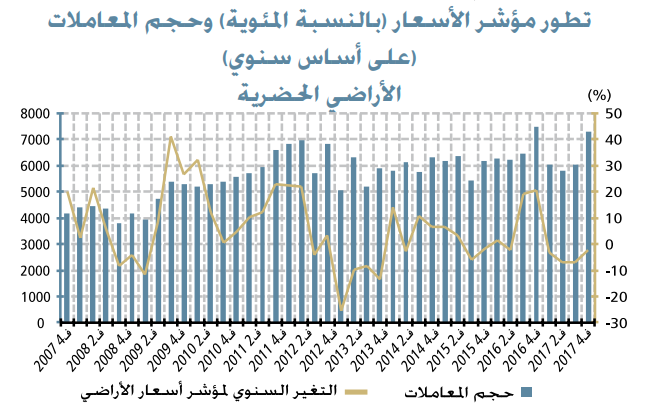 تطور مؤشر الأسعار (بالنسبة المئوية) وحجم المعاملات
(على أساس سنوي)
الأراضي الحضرية
(%)
8000
7000
6000
5000
4000
3000
2000
1000
0
50
40
30
20
10
0
-10
-20
-30
ف4 2007
ف2 2008
ف4 2008
ف2 2009
ف4 2009
ف2 2010
ف4 2010
ف2 2011
ف4 2011
ف2 2012
ف4 2012
ف2 2013
ف4 2013
ف2 2014
ف4 2014
ف2 2015
ف4 2015
ف2 2016
ف4 2016
ف2 2017
ف4 2017
حجم المعاملات
التغير السنوي لمؤشر أسعار الأراضي